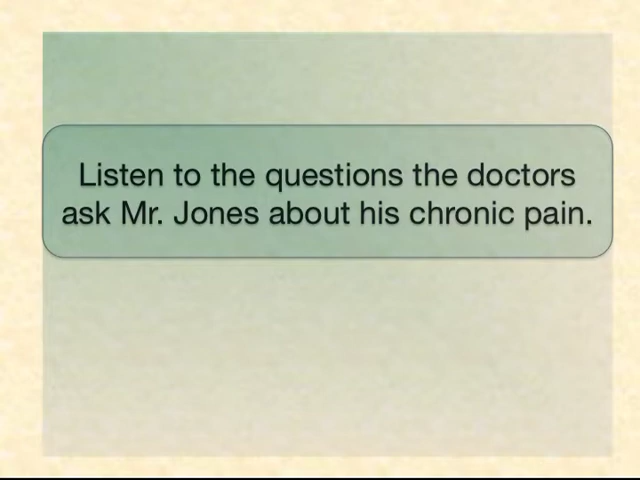 Listen to the questions the doctors
ask Mr. Jones about his chronic pain.